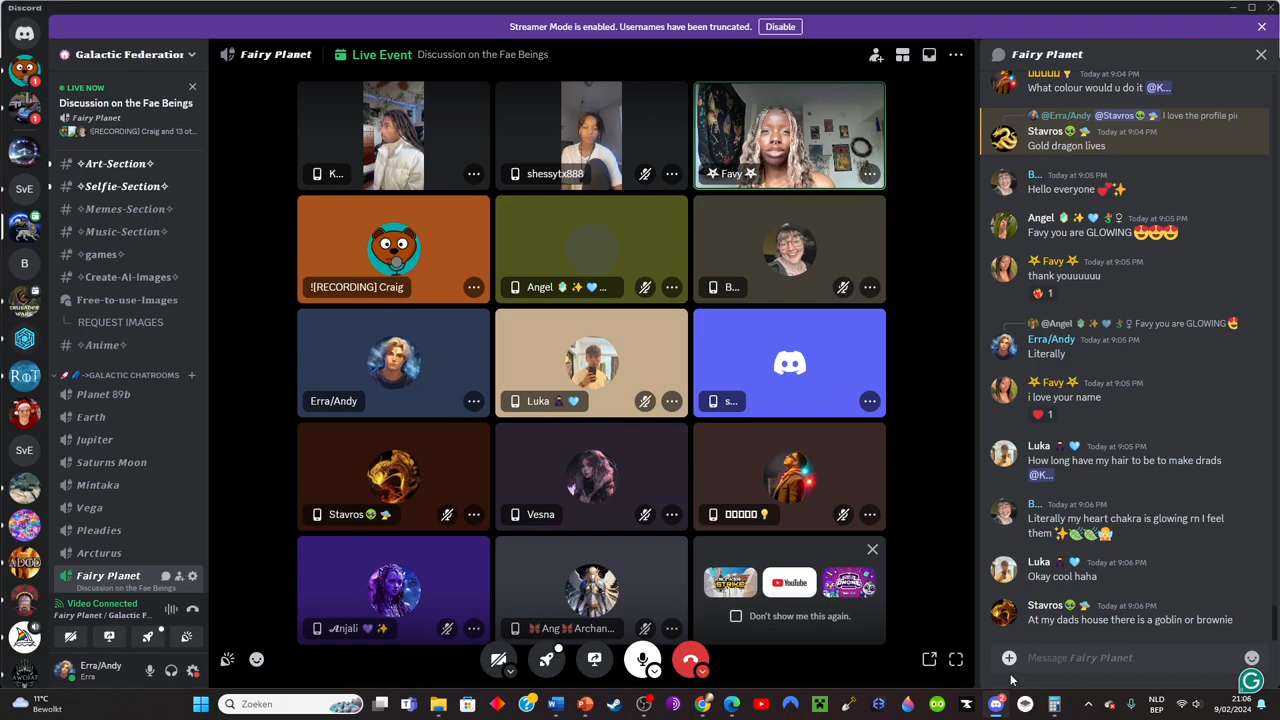 Discord
Streamer Mode is enabled. Usernames have been truncated.
Disable
Galactic Federation
LIVE NOW
Discussion on the Fae Beings
Fairy Planet
![RECORDING] Craig and 13 ot...
✧Art-Section✧
✧Selfie-Section✧
✧Memes-Section✧
✧Music-Section✧
✧games✧
✧Create-AI-Images✧
Free-to-use-Images
REQUEST IMAGES
✧Anime✧
🚀🌌->GALACTIC CHATROOMS
Planet 89b
Earth
Jupiter
Saturns Moon
Mintaka
Vega
Pleadies
Arcturus
Fairy Planet
Discussion on the Fae Beings
Video Connected
Fairy Planet / Galactic F...
Erra/Andy
Erra
SvE
B
RoT
SvE
ADOD
AWOIAF
1
1
Fairy Planet
Live Event
Discussion on the Fae Beings
K...
shessytx888
⛧ Favy ⛧
![RECORDING] Craig
Angel
B...
Erra/Andy
Luka
s...
Stavros
Vesna
Anjali
Ang 🦋 Archan...
STRIKE
YouTube
Don't show me this again.
Fairy Planet
Today at 9:04 PM
What colour would u do it @K...
@Erra/Andy @Stavros👽🛸 I love the profile pic
Stavros👽🛸 Today at 9:04 PM
Gold dragon lives
B... Today at 9:05 PM
Hello everyone 💕✨
Angel Today at 9:05 PM
Favy you are GLOWING 😍😍😍
⛧ Favy ⛧ Today at 9:05 PM
thank youuuuuu
1
@Angel Favy you are GLOWING 😍
Erra/Andy Today at 9:05 PM
Literally
⛧ Favy ⛧ Today at 9:05 PM
i love your name
1
Luka Today at 9:05 PM
How long have my hair to be to make drads
@K...
B... Today at 9:06 PM
Literally my heart chakra is glowing rn I feel
them
Luka Today at 9:06 PM
Okay cool haha
Stavros👽🛸 Today at 9:06 PM
At my dads house there is a goblin or brownie
Message Fairy Planet
11°C
Bewolkt
Zoeken
NLD
BEP
21:06
9/02/2024